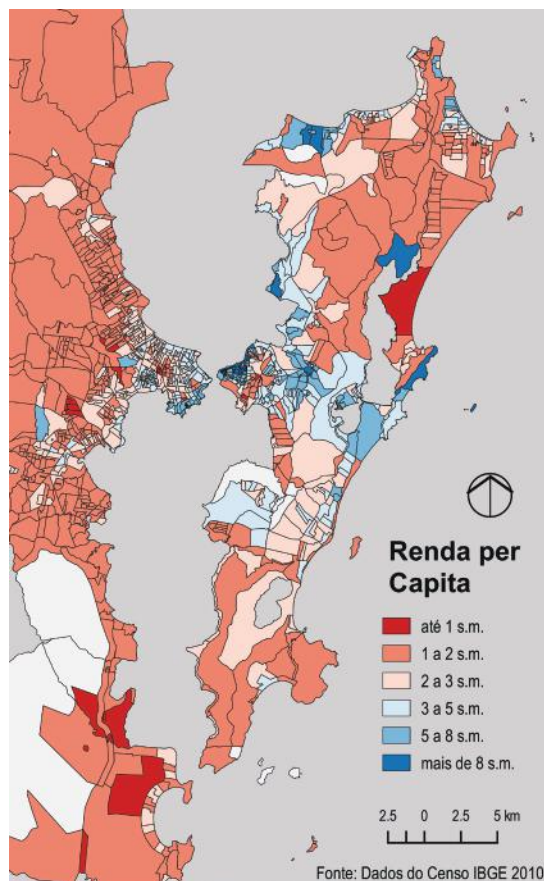 Renda per
Capita
até 1 s.m.
1 a 2 s.m.
2 a 3 s.m.
3 a 5 s.m.
5 a 8 s.m.
mais de 8 s.m.
2.5 0 2.5 5 km
Fonte: Dados do Censo IBGE 2010